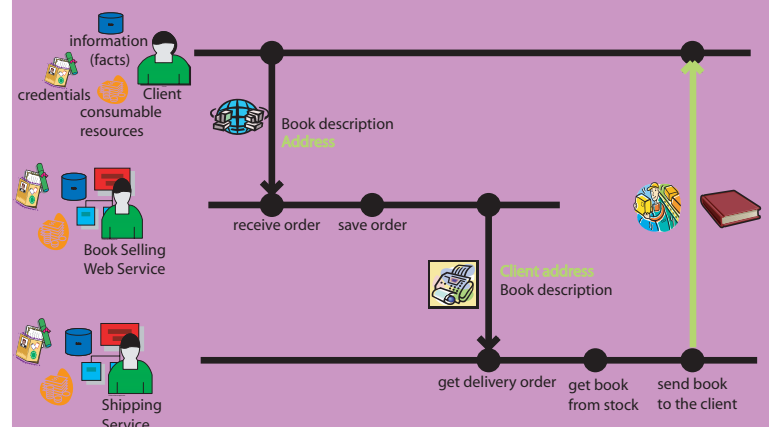 information
(facts)
credentials
Client
consumable
resources
Book description
Address
receive order
save order
Book Selling
Web Service
Client address
Book description
get delivery order
get book
from stock
send book
to the client
Shipping
Service